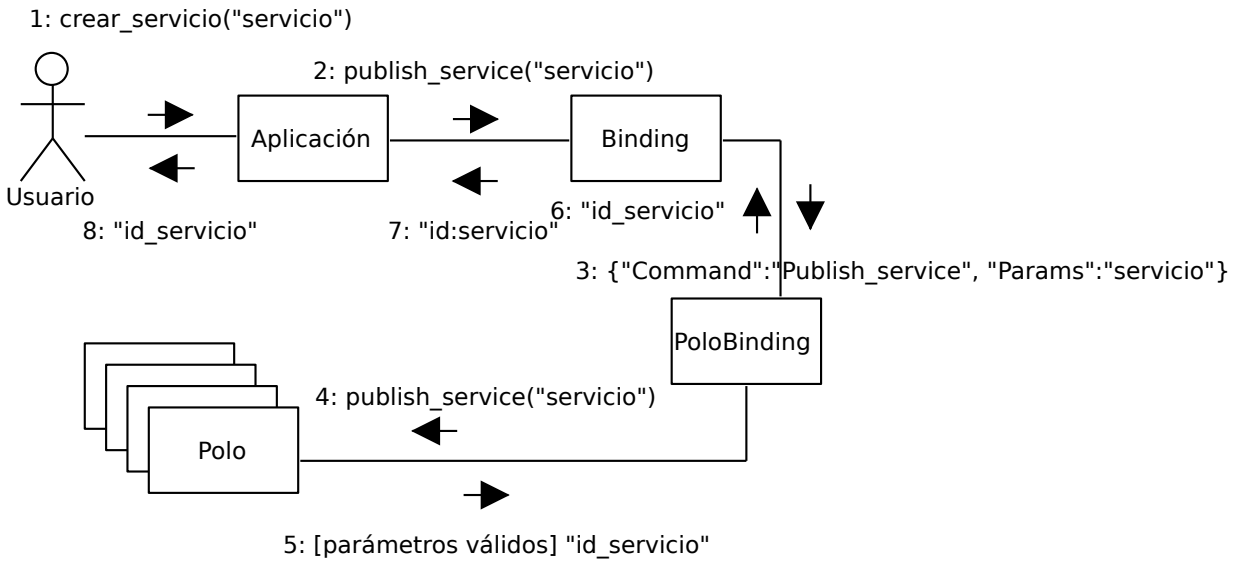 1: crear_servicio("servicio")
2: publish_service("servicio")
Aplicación
Binding
Usuario
6: "id_servicio"
8: "id_servicio"
7: "id:servicio"
3: {"Command":"Publish_service", "Params":"servicio"}
PoloBinding
4: publish_service("servicio")
Polo
5: [parámetros válidos] "id_servicio"